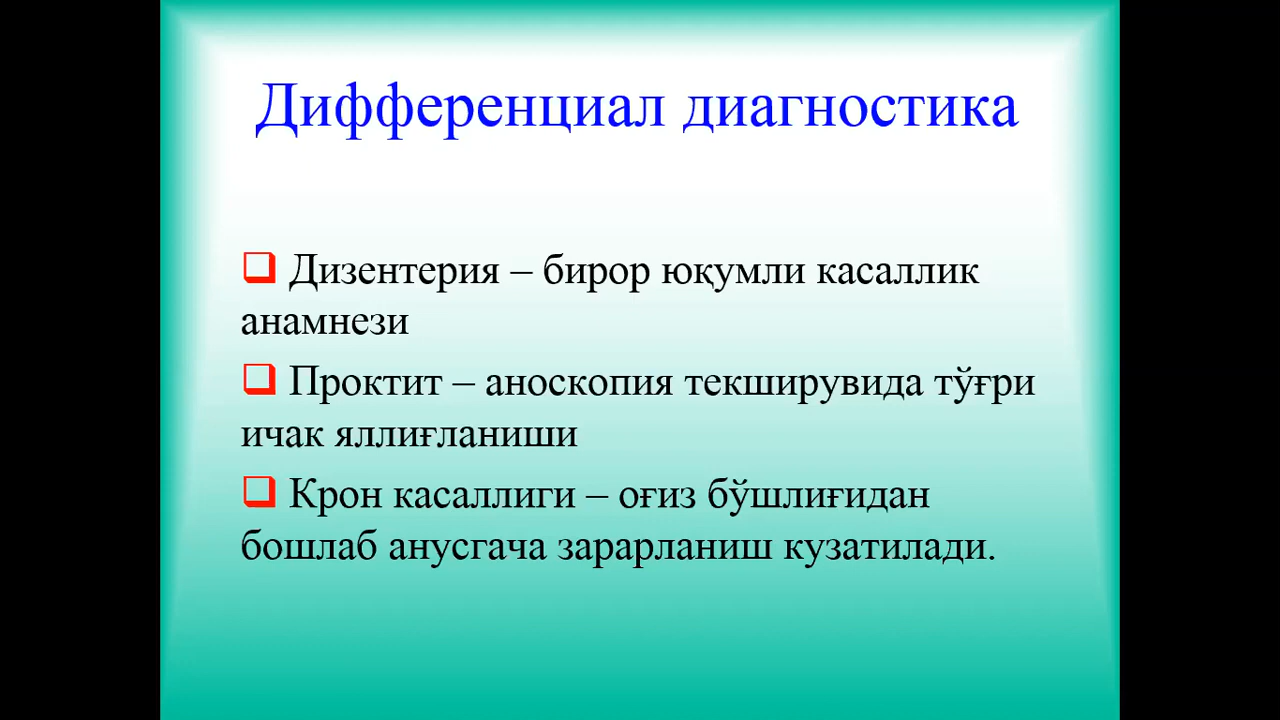 Дифференциал диагностика
Дизентерия – бирор юқумли касаллик
анамнези
Проктит – аноскопия текширувида тўғри
ичак яллиғланиши
Крон касаллиги – оғиз бўшлиғидан
бошлаб анусгача зарарланиш кузатилади.